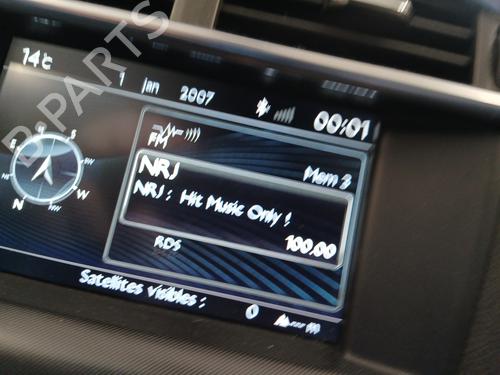 14°C
1 Jan 2007
00:01
FM
NRJ Mem 3
NRJ : Hit Music Only !
100.00
RDS
S
E
W
N
Satellites visibles : 0
B-PARTS